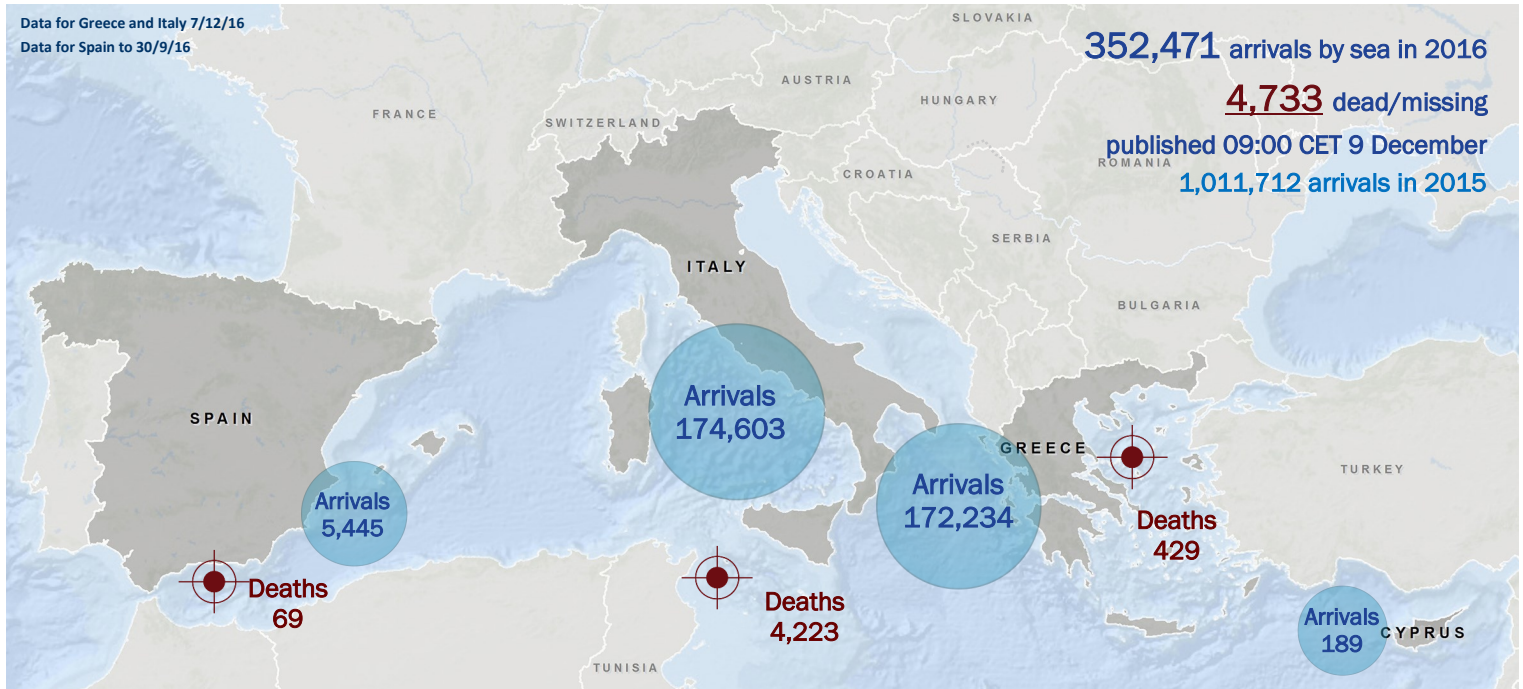 Data for Greece and Italy 7/12/16
Data for Spain to 30/9/16
352,471 arrivals by sea in 2016
4,733 dead/missing
published 09:00 CET 9 December
1,011,712 arrivals in 2015
SLOVAKIA
AUSTRIA
HUNGARY
FRANCE
SWITZERLAND
ROMANIA
CROATIA
SERBIA
ITALY
BULGARIA
SPAIN
Arrivals
174,603
GREECE
TURKEY
Arrivals
5,445
Arrivals
172,234
Deaths
429
Deaths
69
Deaths
4,223
Arrivals
189
CYPRUS
TUNISIA